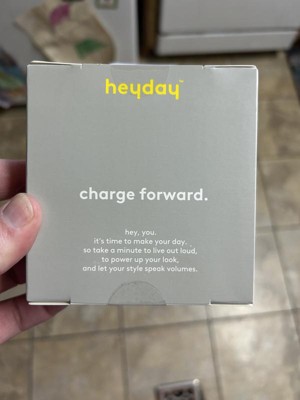 heyday™
charge forward.
hey, you.
it's time to make your day.
so take a minute to live out loud,
to power up your look,
and let your style speak volumes.